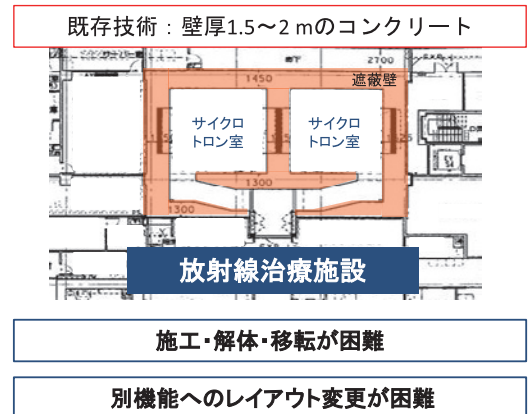 既存技術：壁厚1.5～2 mのコンクリート
廊下
2700
1450
遮蔽壁
サイクロ
トロン室
サイクロ
トロン室
1300
1300
放射線治療施設
施工・解体・移転が困難
別機能へのレイアウト変更が困難